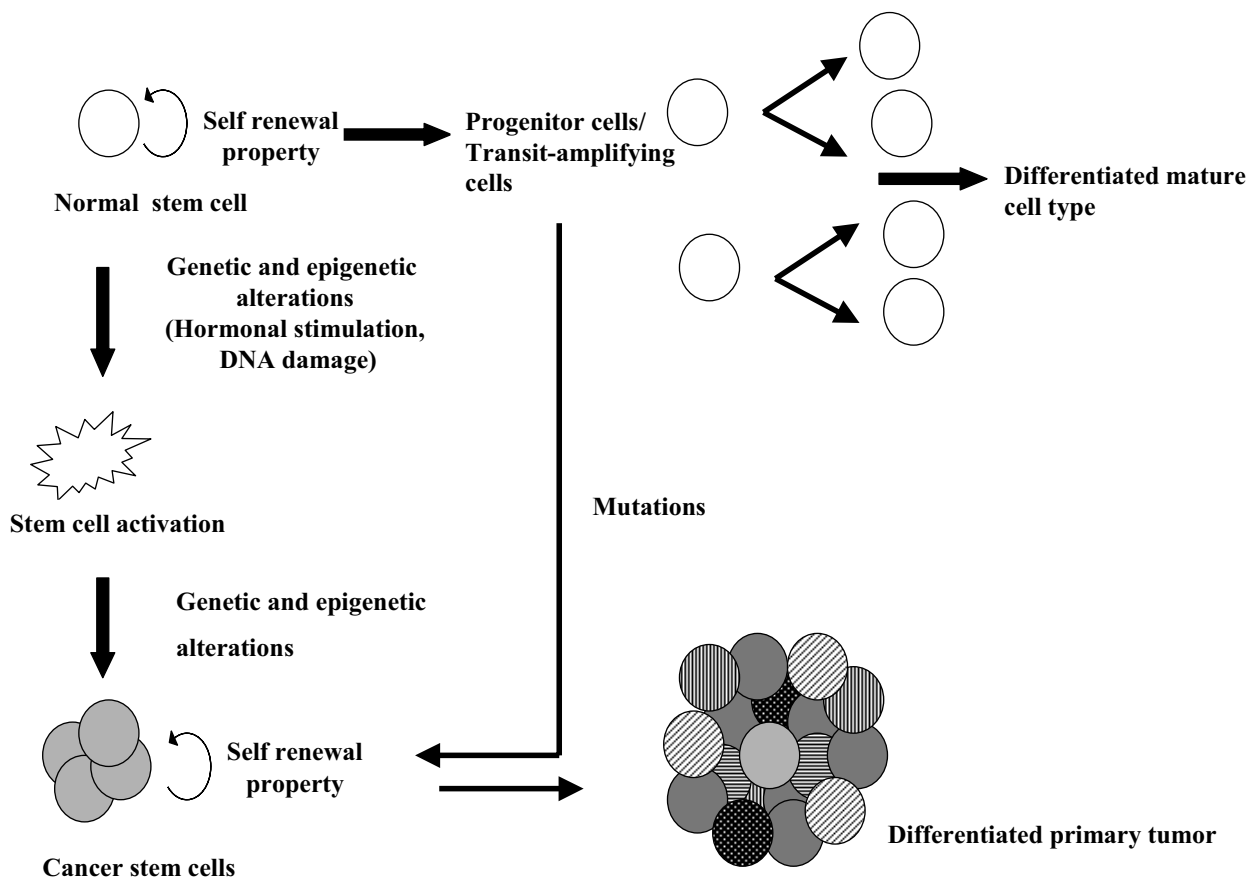 Self renewal
property
Progenitor cells/
Transit-amplifying
cells
Differentiated mature
cell type
Normal stem cell
Genetic and epigenetic
alterations
(Hormonal stimulation,
DNA damage)
Stem cell activation
Mutations
Genetic and epigenetic
alterations
Self renewal
property
Differentiated primary tumor
Cancer stem cells